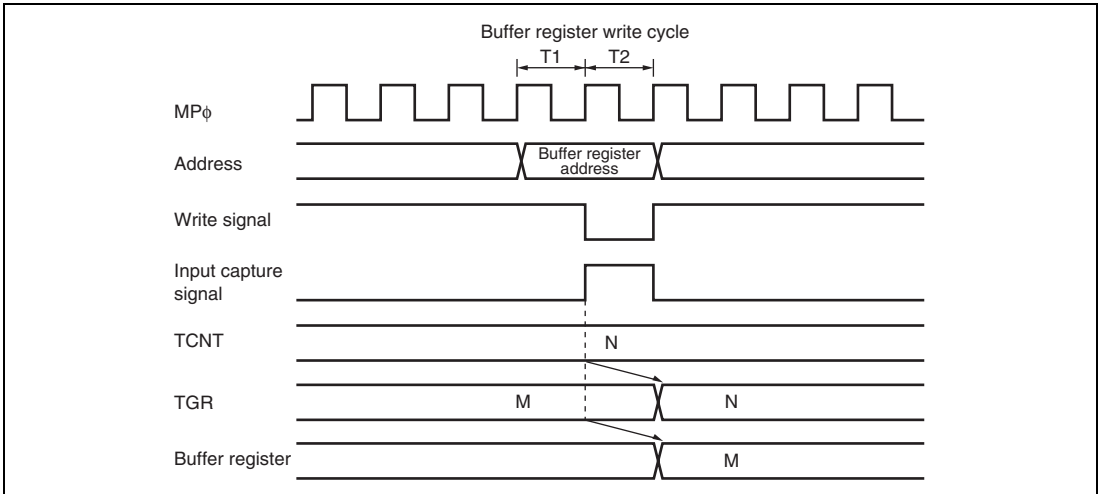 Buffer register write cycle
T1 T2
MPϕ
Address
Buffer register
address
Write signal
Input capture
signal
TCNT
N
TGR
M
N
Buffer register
M